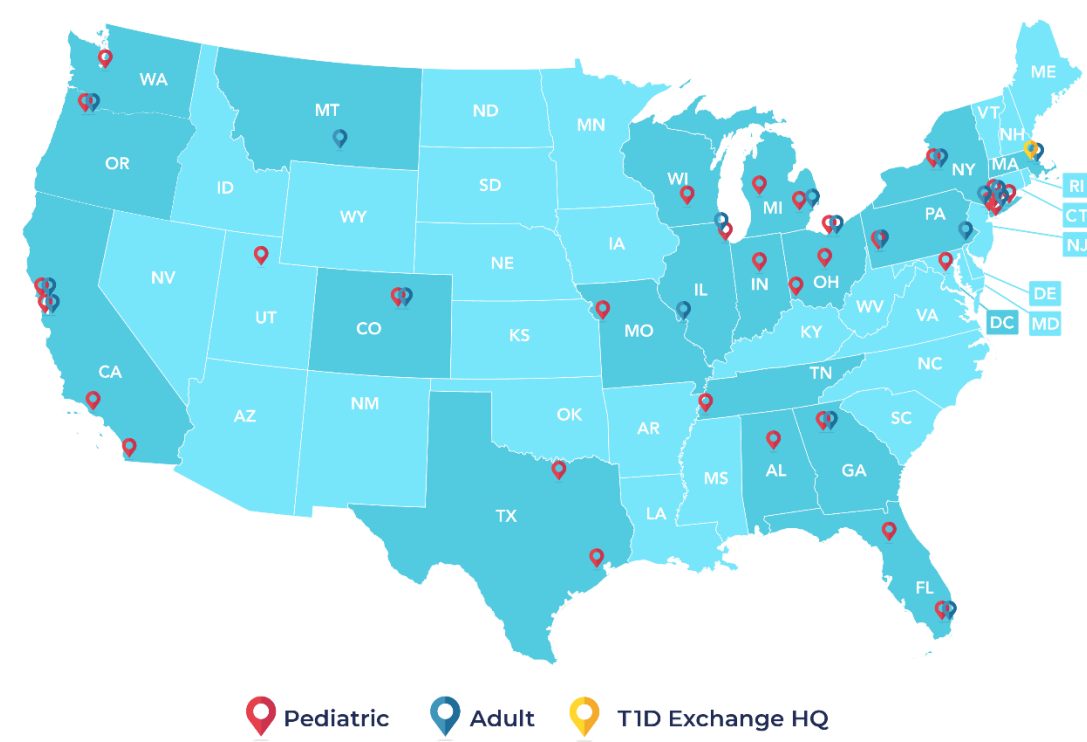 WA
MT
ND
MN
ME
VT
NH
OR
ID
SD
WI
MI
NY
MA
RI
CT
NJ
WY
IA
PA
NV
UT
NE
IL
IN
OH
DE
MD
DC
CO
KS
MO
WV
VA
KY
CA
AZ
NM
OK
AR
TN
NC
SC
TX
LA
MS
AL
GA
FL
Pediatric Adult T1D Exchange HQ